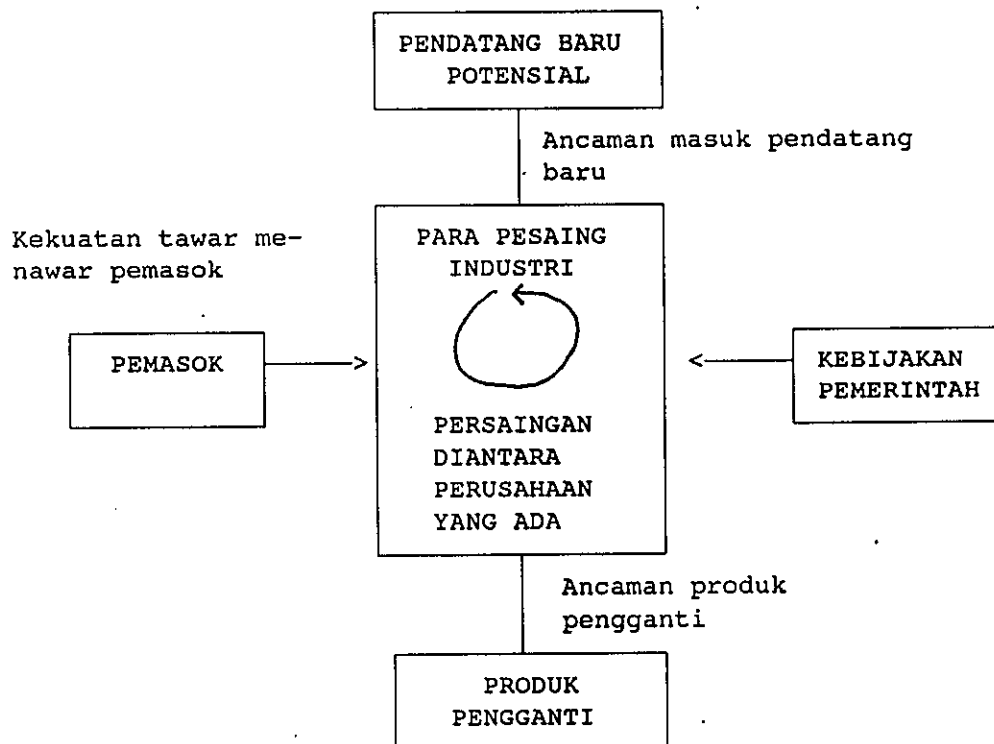 PENDATANG BARU
POTENSIAL
Ancaman masuk pendatang
baru
Kekuatan tawar me-
nawar pemasok
PARA PESAING
INDUSTRI
PEMASOK
KEBIJAKAN
PEMERINTAH
PERSAINGAN
DIANTARA
PERUSAHAAN
YANG ADA
Ancaman produk
pengganti
PRODUK
PENGGANTI